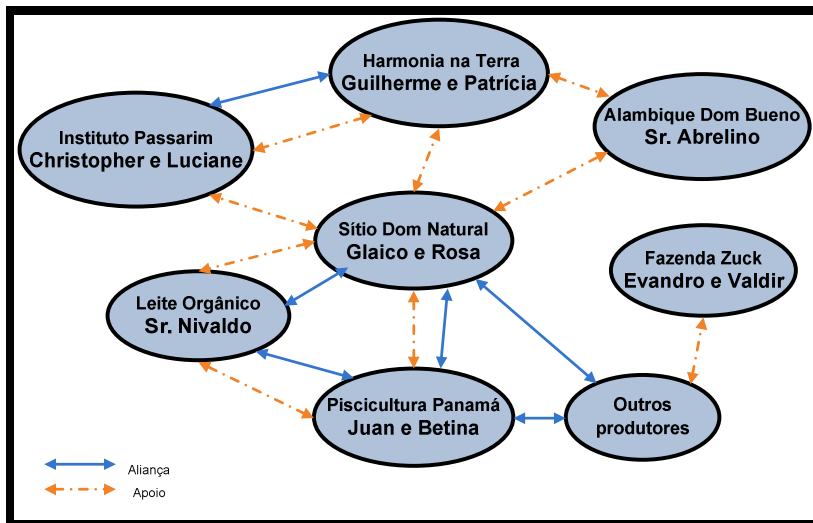 Harmonia na Terra
Guilherme e Patrícia
Alambique Dom Bueno
Sr. Abrelino
Instituto Passarim
Christopher e Luciane
Sítio Dom Natural
Glaico e Rosa
Fazenda Zuck
Evandro e Valdir
Leite Orgânico
Sr. Nivaldo
Piscicultura Panamá
Juan e Betina
Outros
produtores
Aliança
Apoio